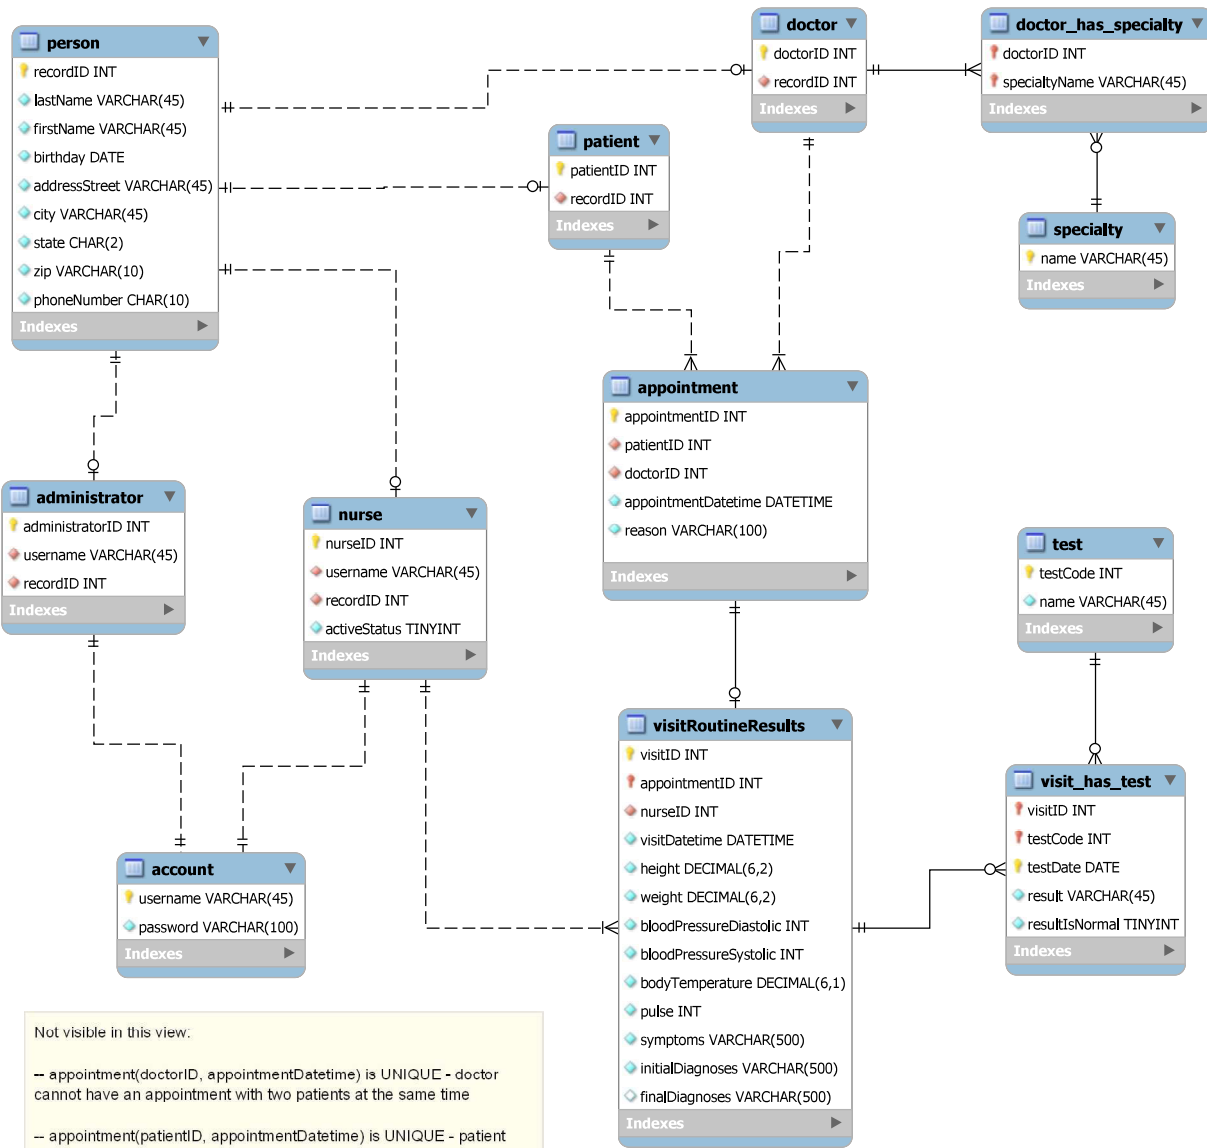 person
recordID INT
lastName VARCHAR(45)
firstName VARCHAR(45)
birthday DATE
addressStreet VARCHAR(45)
city VARCHAR(45)
state CHAR(2)
zip VARCHAR(10)
phoneNumber CHAR(10)
Indexes
doctor
doctorID INT
recordID INT
Indexes
doctor_has_specialty
doctorID INT
specialtyName VARCHAR(45)
Indexes
patient
patientID INT
recordID INT
Indexes
specialty
name VARCHAR(45)
Indexes
appointment
appointmentID INT
patientID INT
doctorID INT
appointmentDatetime DATETIME
reason VARCHAR(100)
Indexes
administrator
administratorID INT
username VARCHAR(45)
recordID INT
Indexes
nurse
nurseID INT
username VARCHAR(45)
recordID INT
activeStatus TINYINT
Indexes
test
testCode INT
name VARCHAR(45)
Indexes
visitRoutineResults
visitID INT
appointmentID INT
nurseID INT
visitDatetime DATETIME
height DECIMAL(6,2)
weight DECIMAL(6,2)
bloodPressureDiastolic INT
bloodPressureSystolic INT
bodyTemperature DECIMAL(6,1)
pulse INT
symptoms VARCHAR(500)
initialDiagnoses VARCHAR(500)
finalDiagnoses VARCHAR(500)
Indexes
visit_has_test
visitID INT
testCode INT
testDate DATE
result VARCHAR(45)
resultIsNormal TINYINT
Indexes
account
username VARCHAR(45)
password VARCHAR(100)
Indexes
Not visible in this view:
-- appointment(doctorID, appointmentDatetime) is UNIQUE - doctor
cannot have an appointment with two patients at the same time
-- appointment(patientID, appointmentDatetime) is UNIQUE - patient